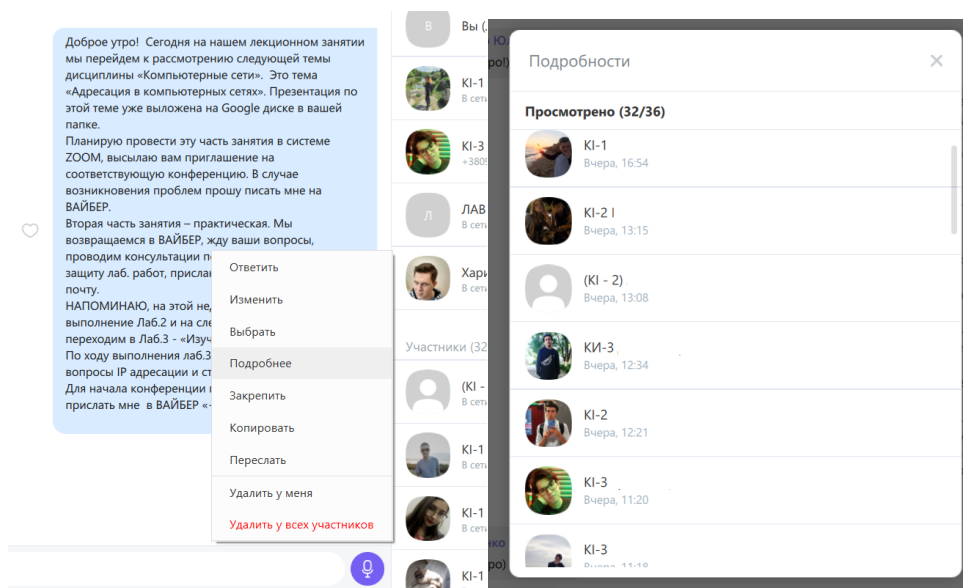 Доброе утро!  Сегодня на нашем лекционном занятии
мы перейдем к рассмотрению следующей темы
дисциплины «Компьютерные сети».  Это тема
«Адресация в компьютерных сетях». Презентация по
этой теме уже выложена на Google диске в вашей
папке.
Планирую провести эту часть занятия в системе
ZOOM, высылаю вам приглашение на
соответствующую конференцию. В случае
возникновения проблем прошу писать мне на
ВАЙБЕР.
Вторая часть занятия – практическая. Мы
возвращаемся в ВАЙБЕР, жду ваши вопросы,
проводим консультации п
защиту лаб. работ, присла
почту.
НАПОМИНАЮ, на этой не
выполнение Лаб.2 и на сле
переходим в Лаб.3 - «Изуч
По ходу выполнения лаб.3
вопросы IP адресации и ст
Для начала конференции
прислать мне  в ВАЙБЕР «-
Ответить
Изменить
Выбрать
Подробнее
Закрепить
Копировать
Переслать
Удалить у меня
Удалить у всех участников
В
Вы (
KI-1
В сети
KI-3
+3809
Л
ЛАВ
В сети
Хари
В сети
Участники (32
(KI -
В сети
KI-1
В сети
KI-1
В сети
KI-1
Подробности
Просмотрено (32/36)
KI-1
Вчера, 16:54
KI-2 I
Вчера, 13:15
(KI - 2)
Вчера, 13:08
КИ-3
Вчера, 12:34
KI-2
Вчера, 12:21
KI-3
Вчера, 11:20
KI-3
Вчера, 11:18